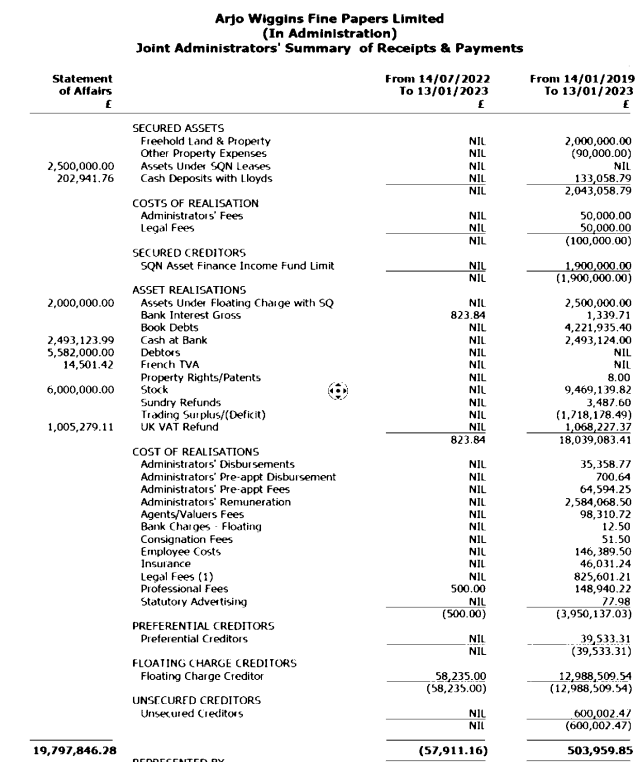 Arjo Wiggins Fine Papers Limited
(In Administration)
Joint Administrators' Summary of Receipts & Payments
Statement of Affairs £ From 14/07/2022 To 13/01/2023 £ From 14/01/2019 To 13/01/2023 £
SECURED ASSETS
Freehold Land & Property NIL 2,000,000.00
Other Property Expenses NIL (90,000.00)
2,500,000.00 Assets Under SQN Leases NIL NIL
202,941.76 Cash Deposits with Lloyds NIL 133,058.79
NIL 2,043,058.79
COSTS OF REALISATION
Administrators' Fees NIL 50,000.00
Legal Fees NIL 50,000.00
NIL (100,000.00)
SECURED CREDITORS
SQN Asset Finance Income Fund Limit NIL 1,900,000.00
NIL (1,900,000.00)
ASSET REALISATIONS
2,000,000.00 Assets Under Floating Charge with SQ NIL 2,500,000.00
Bank Interest Gross 823.84 1,339.71
Book Debts NIL 4,221,935.40
2,493,123.99 Cash at Bank NIL 2,493,124.00
5,582,000.00 Debtors NIL NIL
14,501.42 French TVA NIL NIL
Property Rights/Patents NIL 8.00
6,000,000.00 Stock NIL 9,469,139.82
Sundry Refunds NIL 3,487.60
Trading Surplus/(Deficit) NIL (1,718,178.49)
1,005,279.11 UK VAT Refund NIL 1,068,227.37
823.84 18,039,083.41
COST OF REALISATIONS
Administrators' Disbursements NIL 35,358.77
Administrators' Pre-appt Disbursement NIL 700.64
Administrators' Pre-appt Fees NIL 64,594.25
Administrators' Remuneration NIL 2,584,068.50
Agents/Valuers Fees NIL 98,310.72
Bank Charges - Floating NIL 12.50
Consignation Fees NIL 51.50
Employee Costs NIL 146,389.50
Insurance NIL 46,031.24
Legal Fees (1) NIL 825,601.21
Professional Fees 500.00 148,940.22
Statutory Advertising NIL 77.98
(500.00) (3,950,137.03)
PREFERENTIAL CREDITORS
Preferential Creditors NIL 39,533.31
NIL (39,533.31)
FLOATING CHARGE CREDITORS
Floating Charge Creditor 58,235.00 12,988,509.54
(58,235.00) (12,988,509.54)
UNSECURED CREDITORS
Unsecured Creditors NIL 600,002.47
NIL (600,002.47)
19,797,846.28 (57,911.16) 503,959.85
REPRESENTED BY